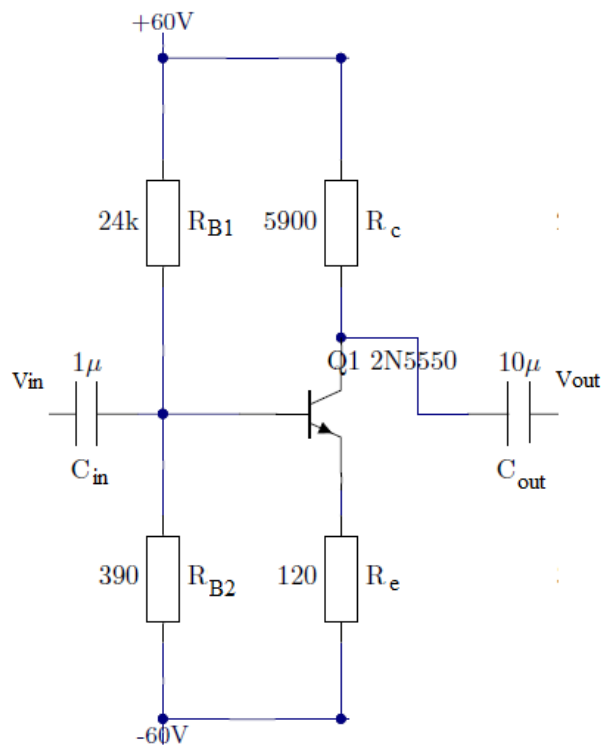 +60V
24k R_B1 5900 R_c
Q1 2N5550
1μ 10μ
Vin Vout
C_in C_out
390 R_B2 120 R_e
-60V